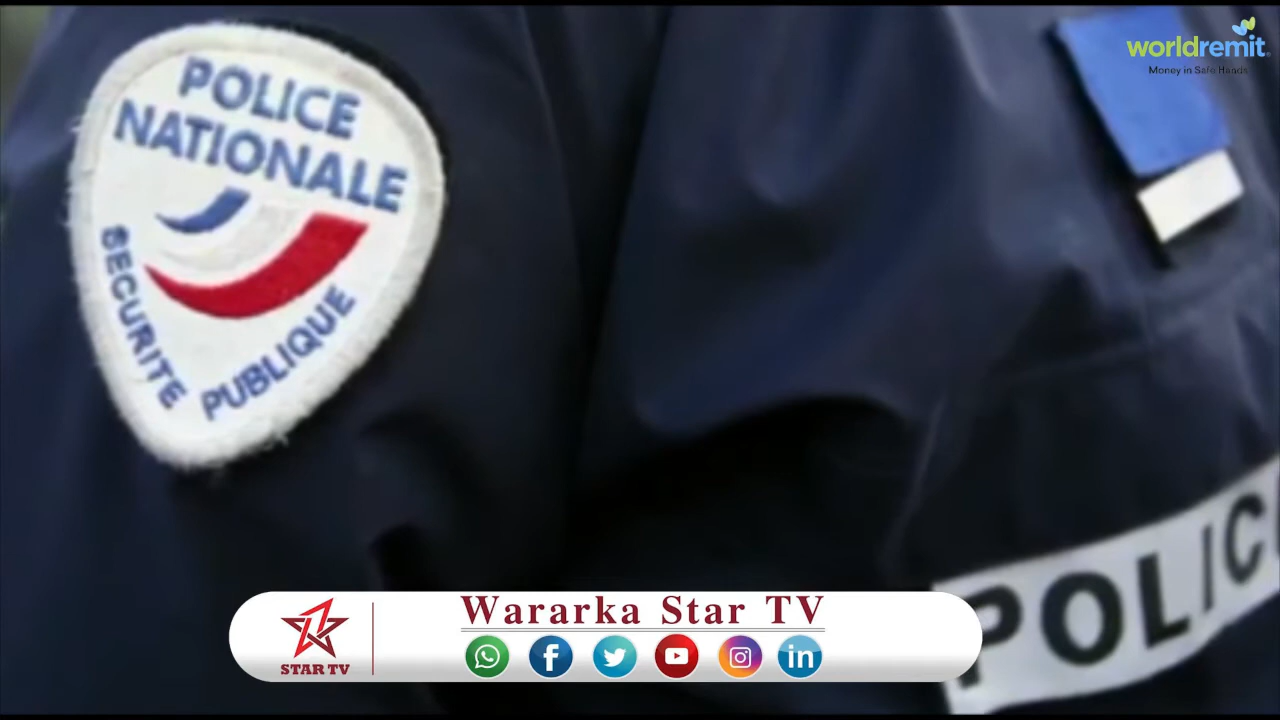 POLICE
NATIONALE
SECURITE
PUBLIQUE
worldremit
Money in Safe Hands
POLIC
Wararka Star TV
STAR TV